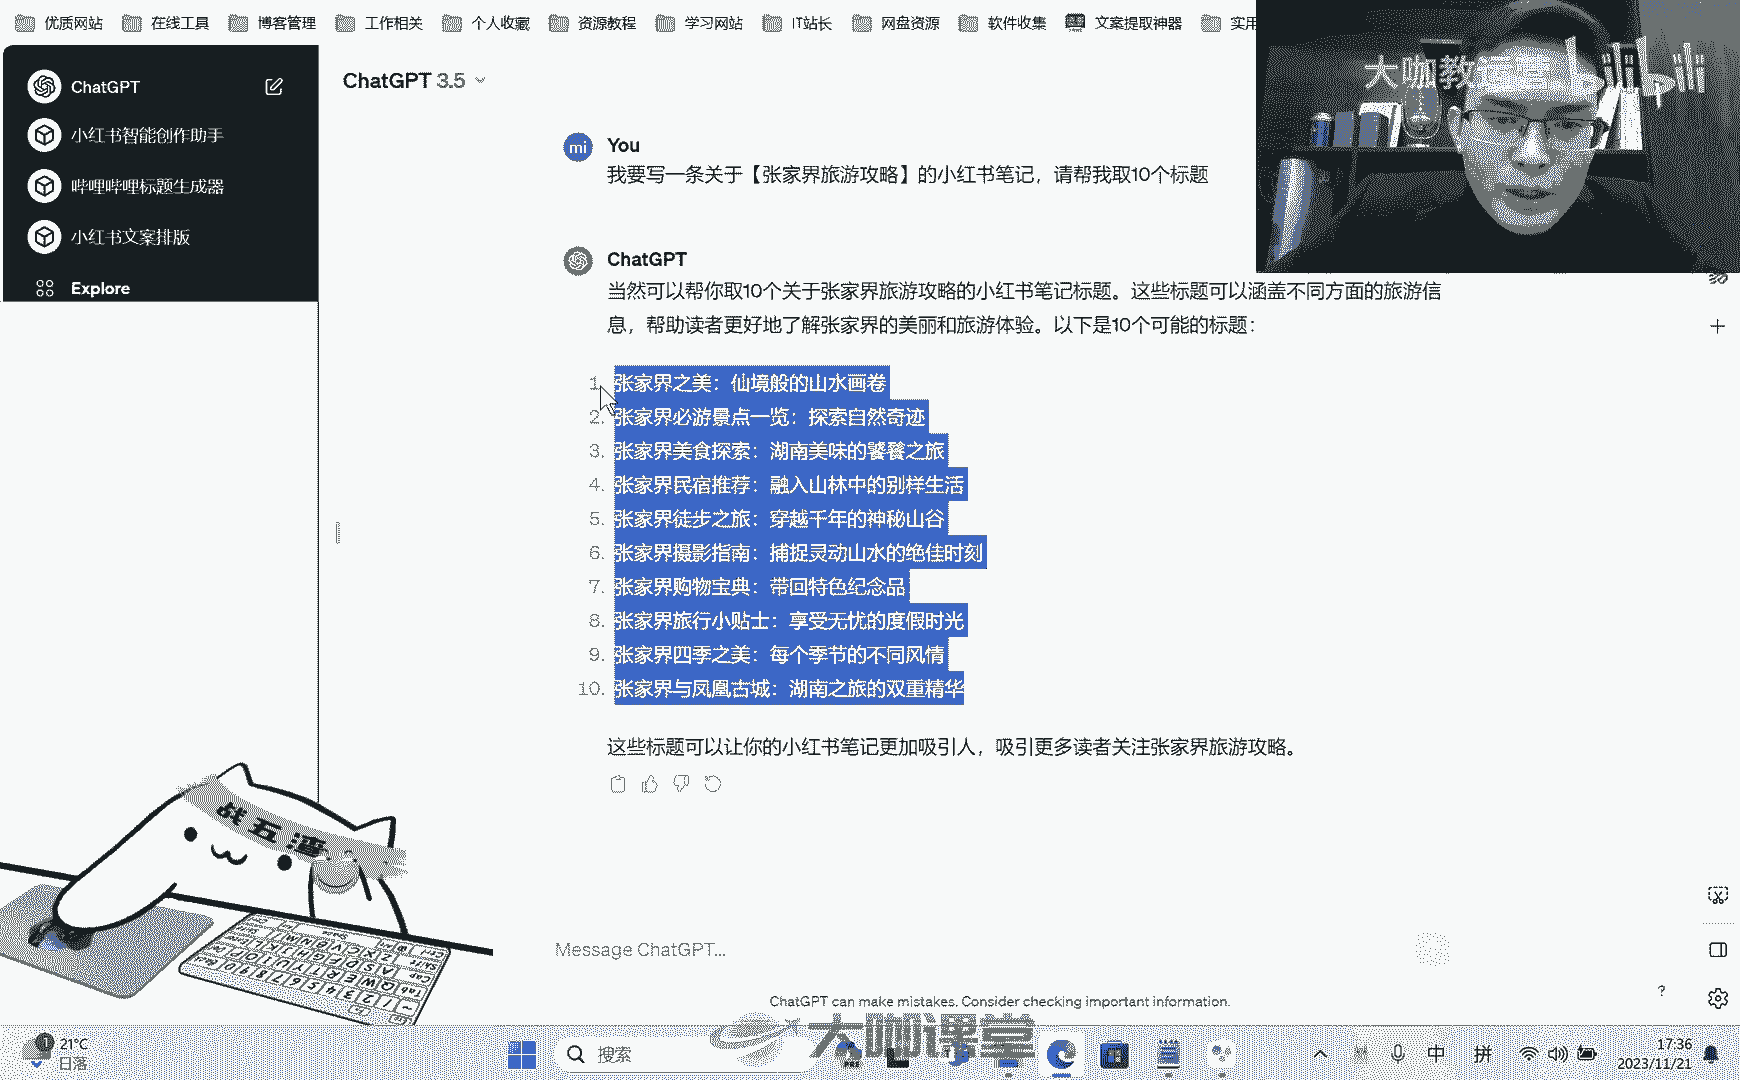 优质网站 在线工具 博客管理 工作相关 个人收藏 资源教程 学习网站 IT站长 网盘资源 软件收集 文案提取神器 实用
大咖教运营
ChatGPT
小红书智能创作助手
哔哩哔哩标题生成器
小红书文案排版
Explore
ChatGPT 3.5
mi
You
我要写一条关于【张家界旅游攻略】的小红书笔记，请帮我取10个标题
ChatGPT
当然可以帮你取10个关于张家界旅游攻略的小红书笔记标题。这些标题可以涵盖不同方面的旅游信
息，帮助读者更好地了解张家界的美丽和旅游体验。以下是10个可能的标题：
1. 张家界之美：仙境般的山水画卷
2. 张家界必游景点一览：探索自然奇迹
3. 张家界美食探索：湖南美味的饕餮之旅
4. 张家界民宿推荐：融入山林中的别样生活
5. 张家界徒步之旅：穿越千年的神秘山谷
6. 张家界摄影指南：捕捉灵动山水的绝佳时刻
7. 张家界购物宝典：带回特色纪念品
8. 张家界旅行小贴士：享受无忧的度假时光
9. 张家界四季之美：每个季节的不同风情
10. 张家界与凤凰古城：湖南之旅的双重精华
这些标题可以让你的小红书笔记更加吸引人，吸引更多读者关注张家界旅游攻略。
战五渣
Message ChatGPT...
ChatGPT can make mistakes. Consider checking important information.
?
大咖课堂
1
21°C
日落
搜索
中
拼
17:36
2023/11/21